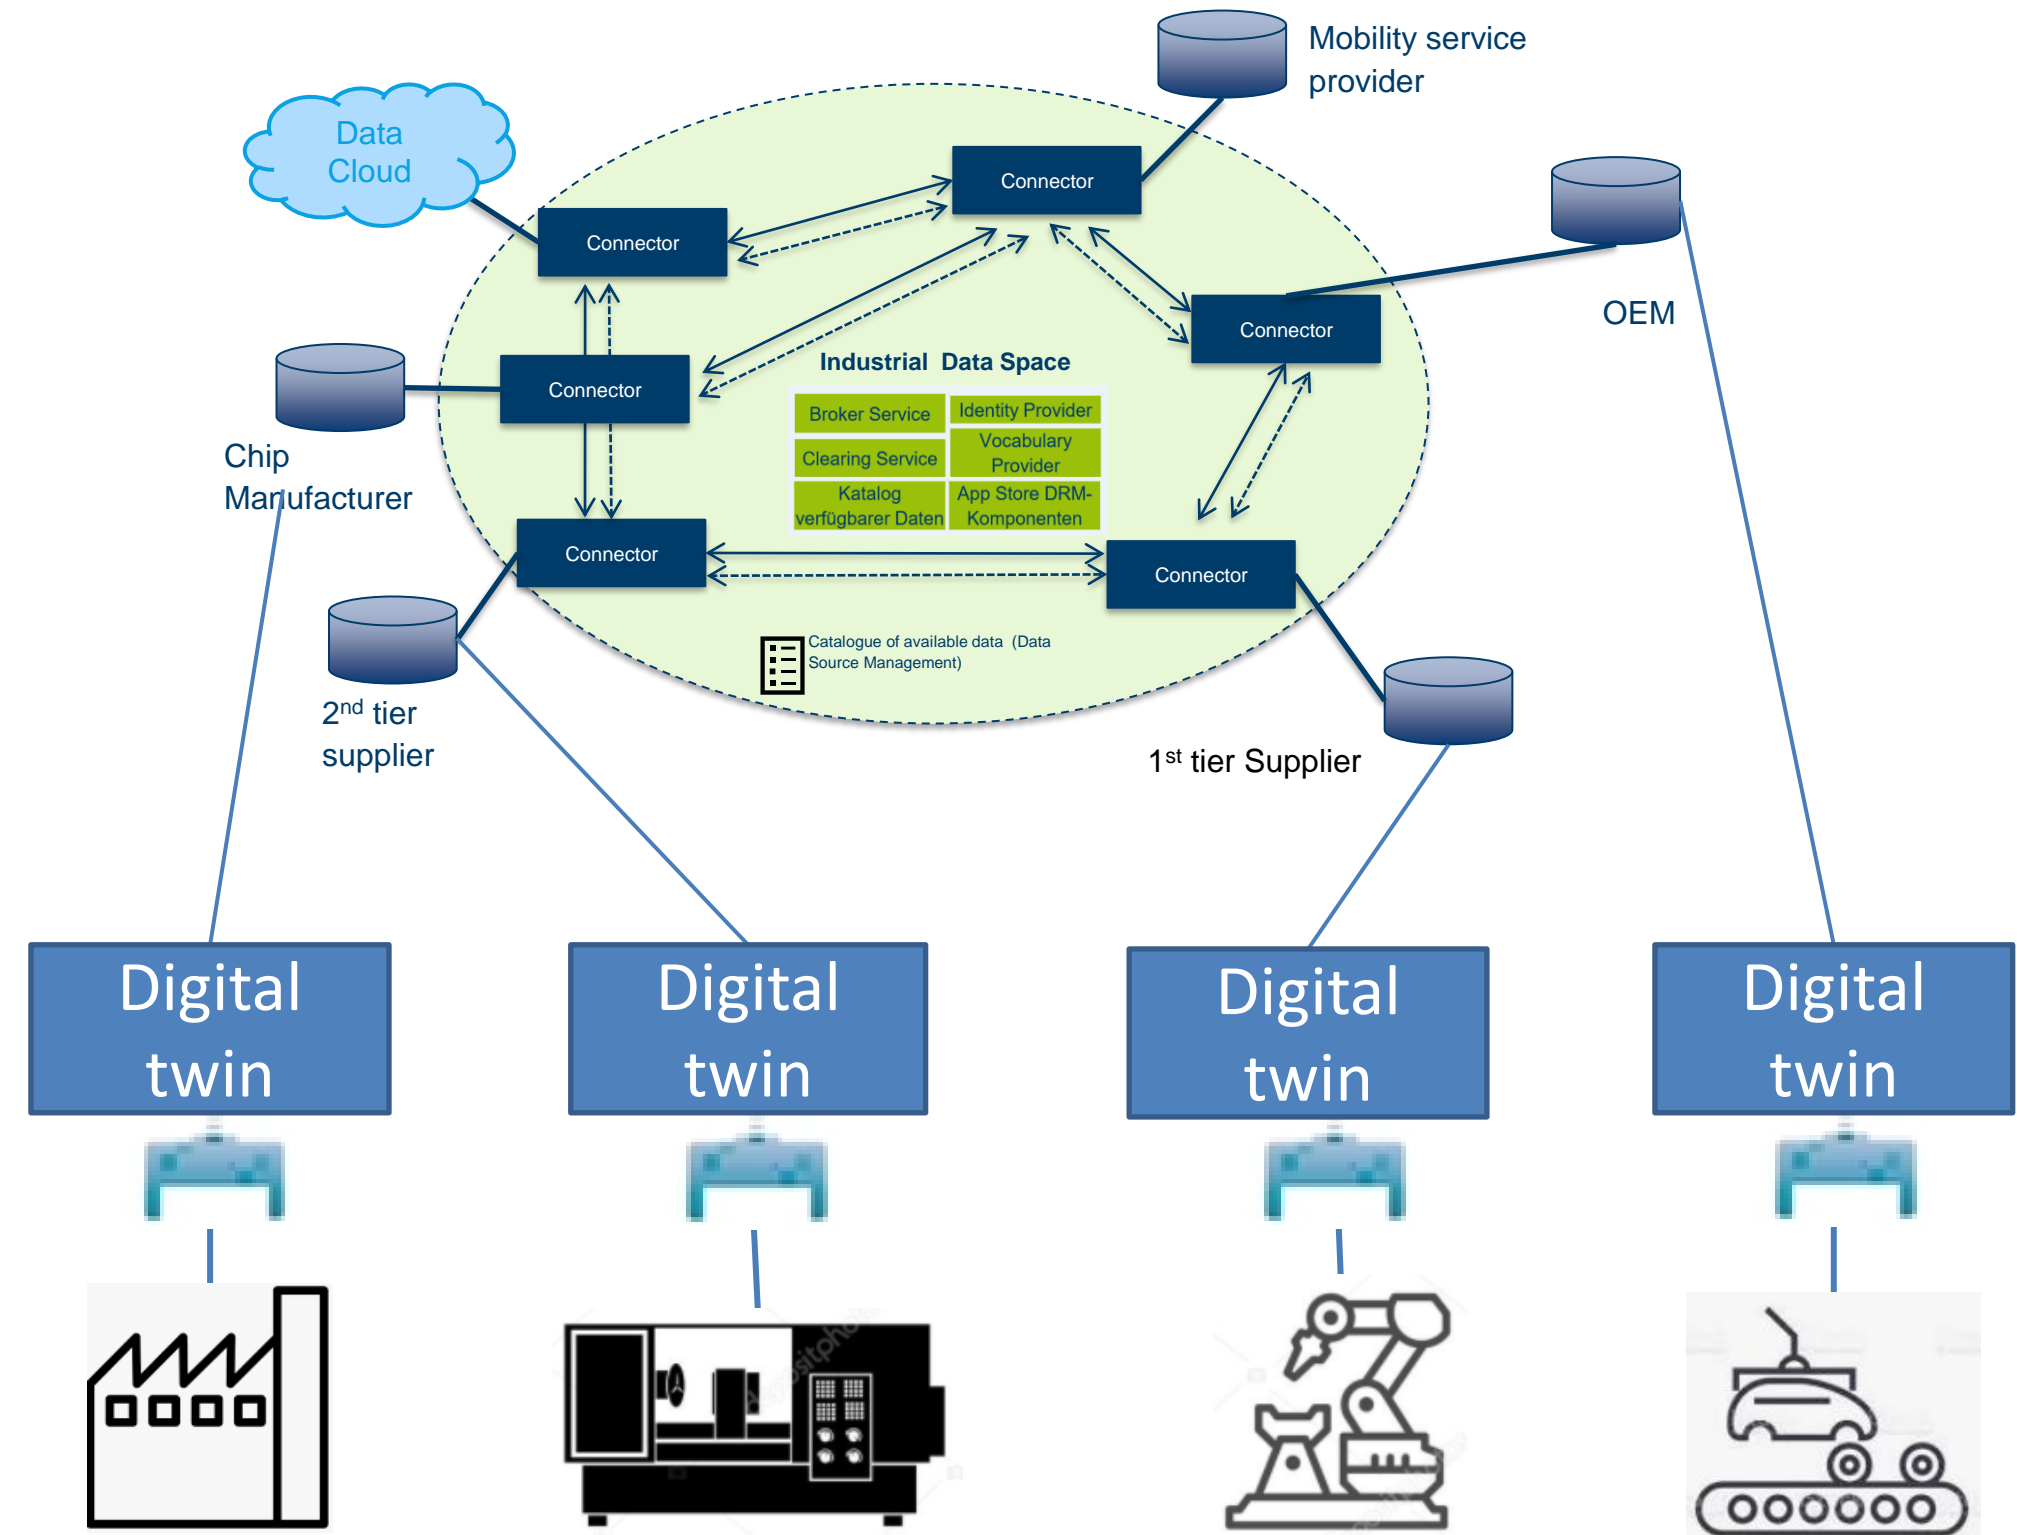 Mobility service
provider
Data
Cloud
Connector
Connector
OEM
Connector
Industrial  Data Space
Connector
Broker Service
Identity Provider
Clearing Service
Vocabulary
Provider
Katalog
verfügbarer Daten
App Store DRM-
Komponenten
Chip
Manufacturer
Connector
Connector
Catalogue of available data  (Data
Source Management)
2nd tier
supplier
1st tier Supplier
Digital
twin
Digital
twin
Digital
twin
Digital
twin